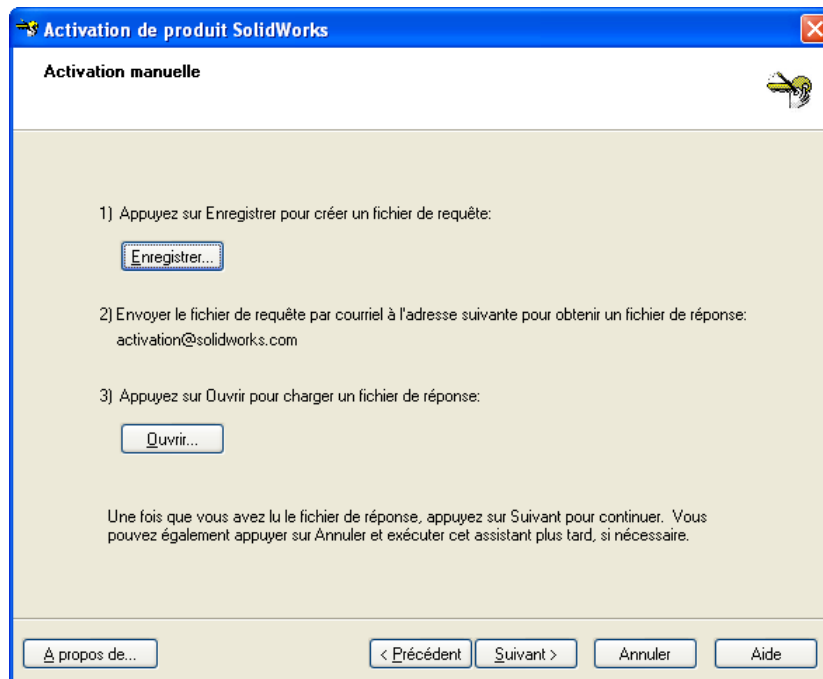 Activation de produit SolidWorks
Activation manuelle
1) Appuyez sur Enregistrer pour créer un fichier de requête:
Enregistrer...
2) Envoyer le fichier de requête par courriel à l'adresse suivante pour obtenir un fichier de réponse:
activation@solidworks.com
3) Appuyez sur Ouvrir pour charger un fichier de réponse:
Ouvrir...
Une fois que vous avez lu le fichier de réponse, appuyez sur Suivant pour continuer. Vous
pouvez également appuyer sur Annuler et exécuter cet assistant plus tard, si nécessaire.
A propos de... < Précédent Suivant > Annuler Aide